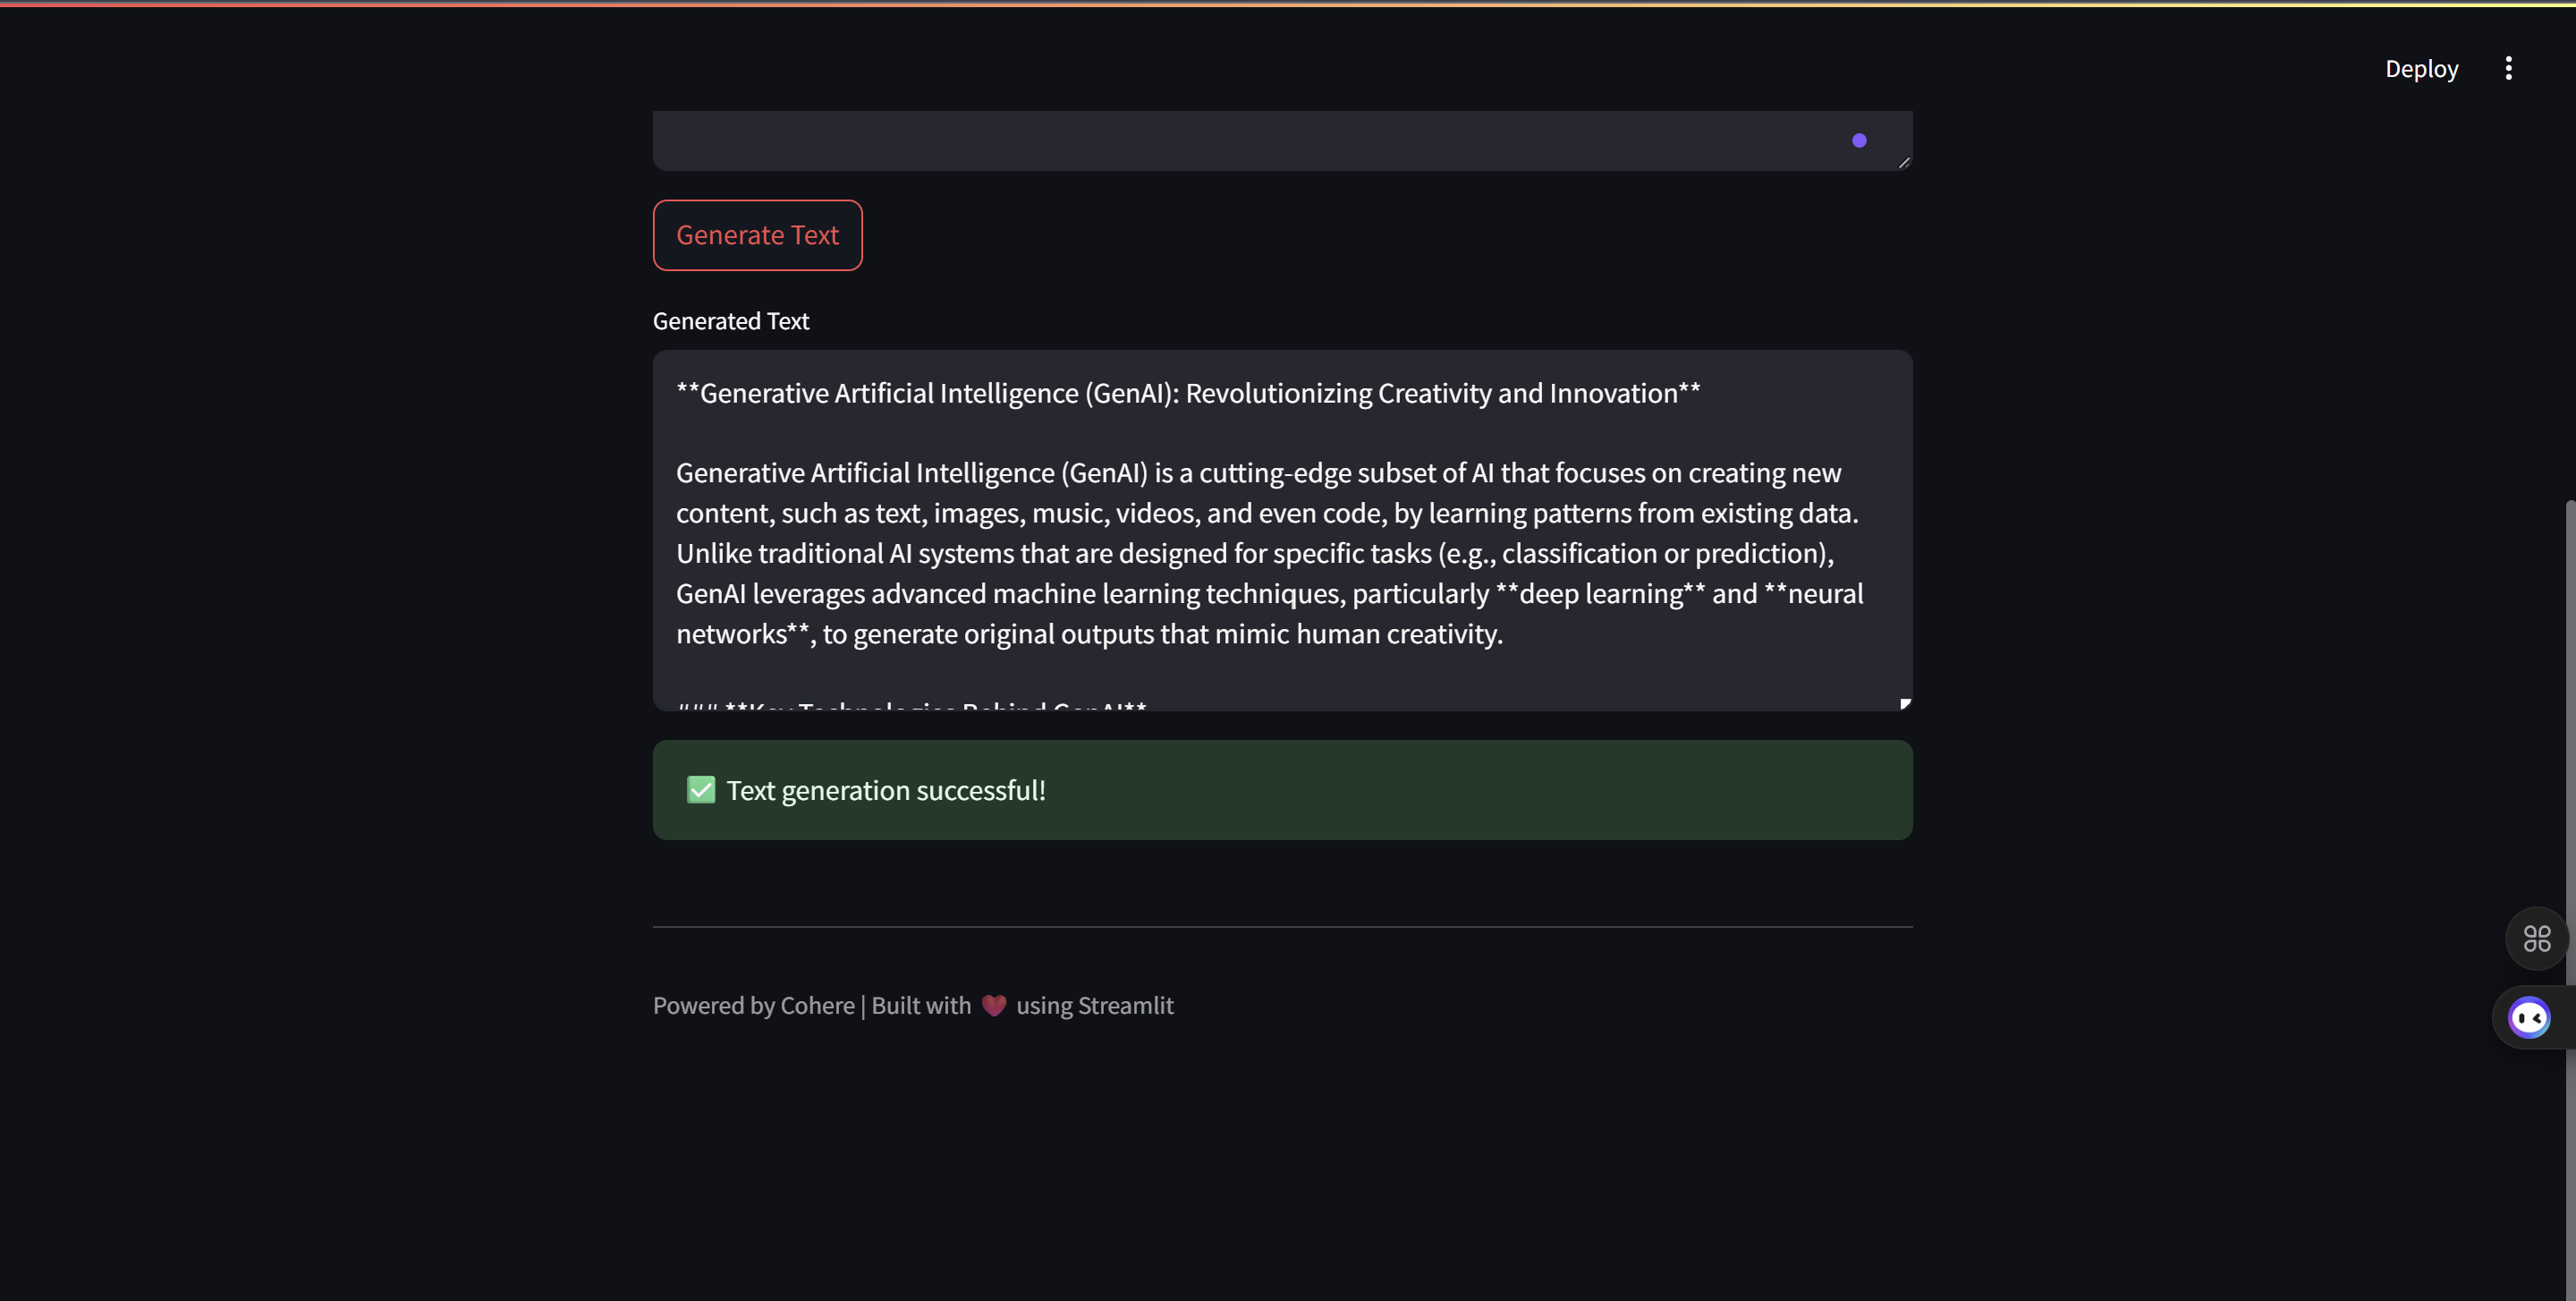 Deploy
Generate Text
Generated Text
**Generative Artificial Intelligence (GenAI): Revolutionizing Creativity and Innovation**
Generative Artificial Intelligence (GenAI) is a cutting-edge subset of AI that focuses on creating new
content, such as text, images, music, videos, and even code, by learning patterns from existing data.
Unlike traditional AI systems that are designed for specific tasks (e.g., classification or prediction),
GenAI leverages advanced machine learning techniques, particularly **deep learning** and **neural
networks**, to generate original outputs that mimic human creativity.
### **Key Technologies Behind GenAI**
✅ Text generation successful!
Powered by Cohere | Built with ❤️ using Streamlit